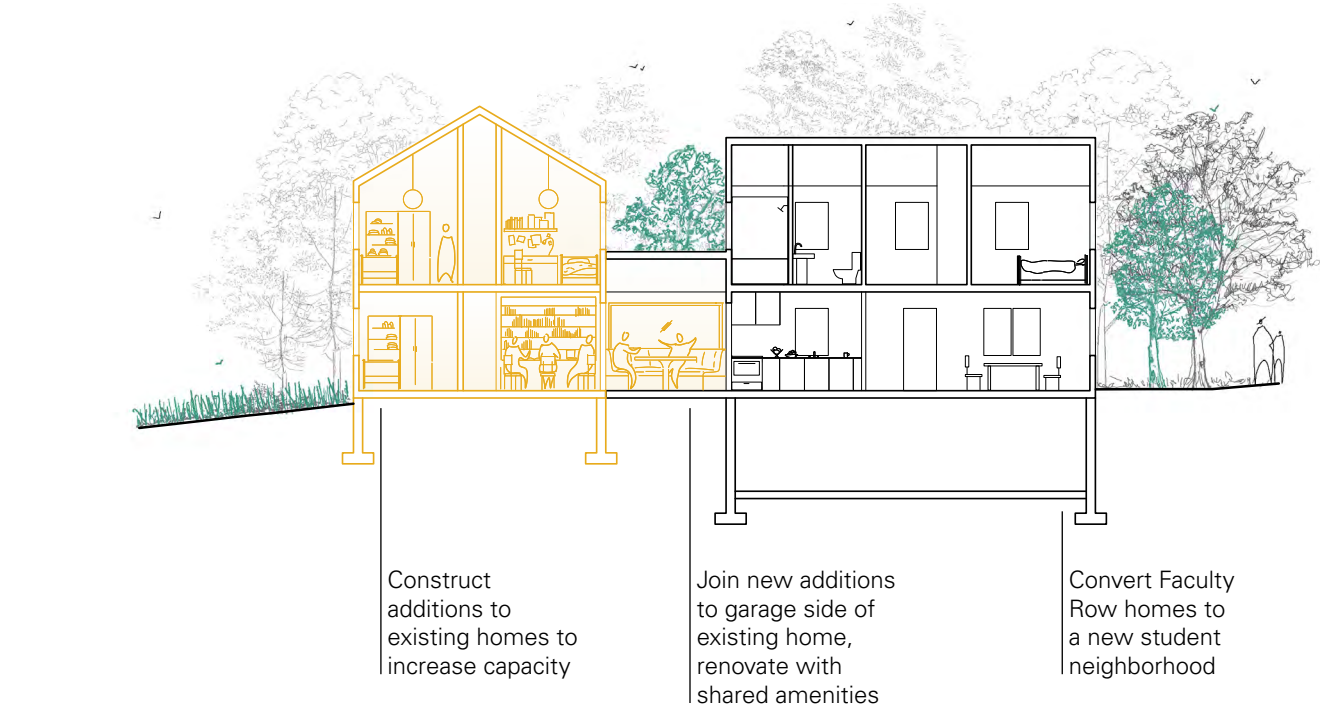 Construct
additions to
existing homes to
increase capacity
Join new additions
to garage side of
existing home,
renovate with
shared amenities
Convert Faculty
Row homes to
a new student
neighborhood